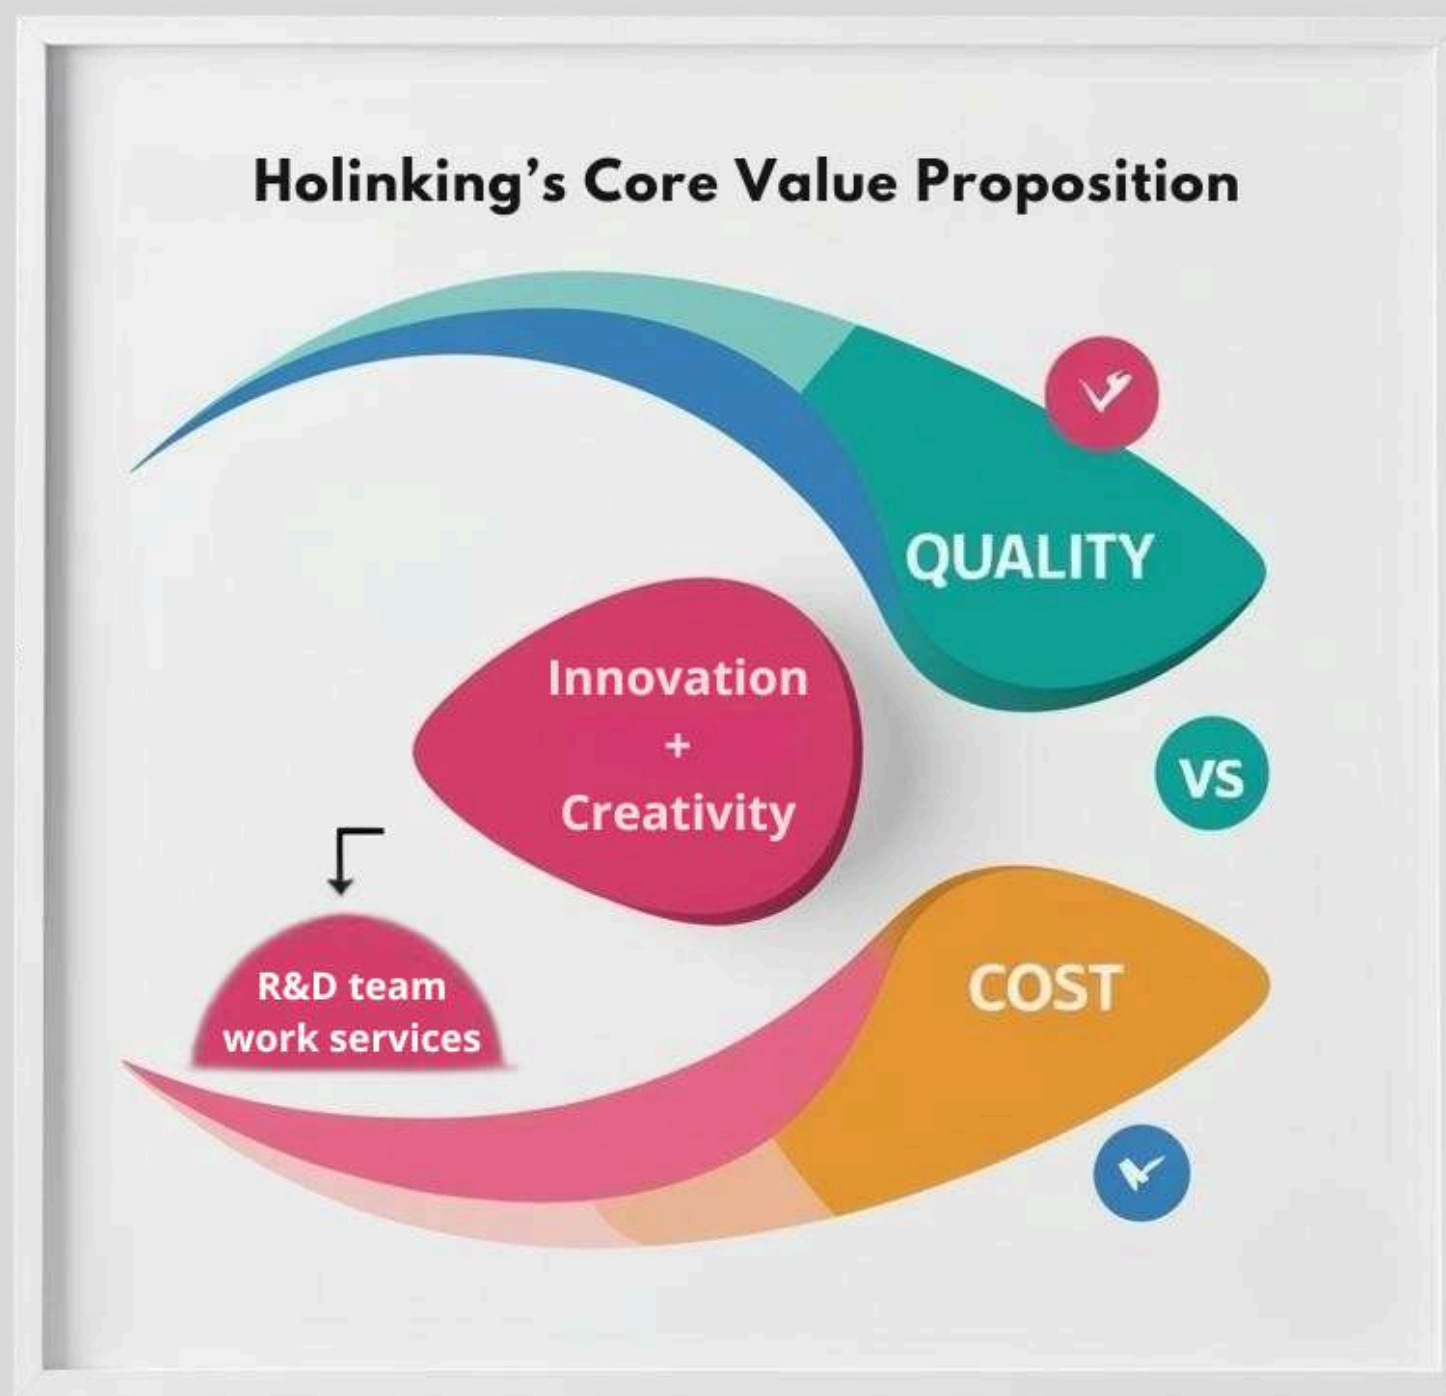 Holinking’s Core Value Proposition
QUALITY
Innovation
+
Creativity
VS
R&D team
work services
COST